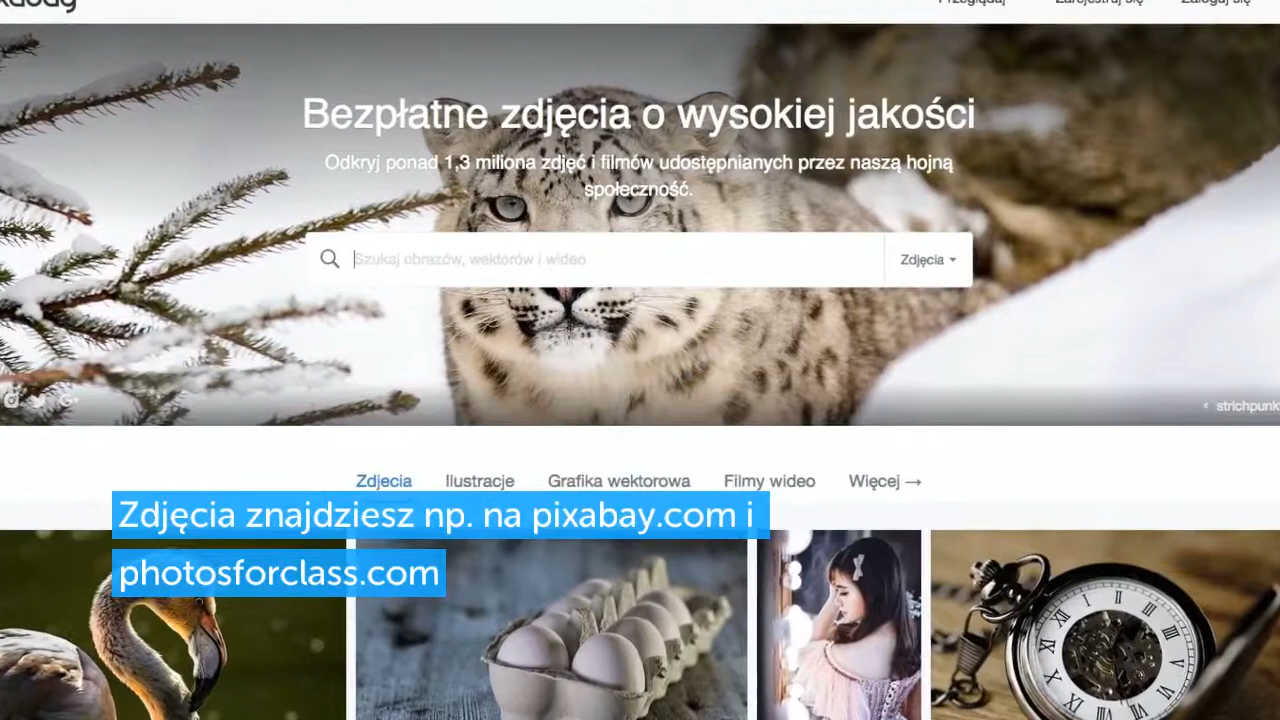 Bezpłatne zdjęcia o wysokiej jakości
Odkryj ponad 1,3 miliona zdjęć i filmów udostępnianych przez naszą hojną
społeczność.
Szukaj obrazów, wektorów i wideo
Zdjęcia
strichpunkt
Zdjecia Ilustracje Grafika wektorowa Filmy wideo Więcej →
Zdjęcia znajdziesz np. na pixabay.com i
photosforclass.com